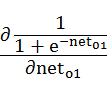 ∂ 1
1 + e^−net_o1
∂net_o1